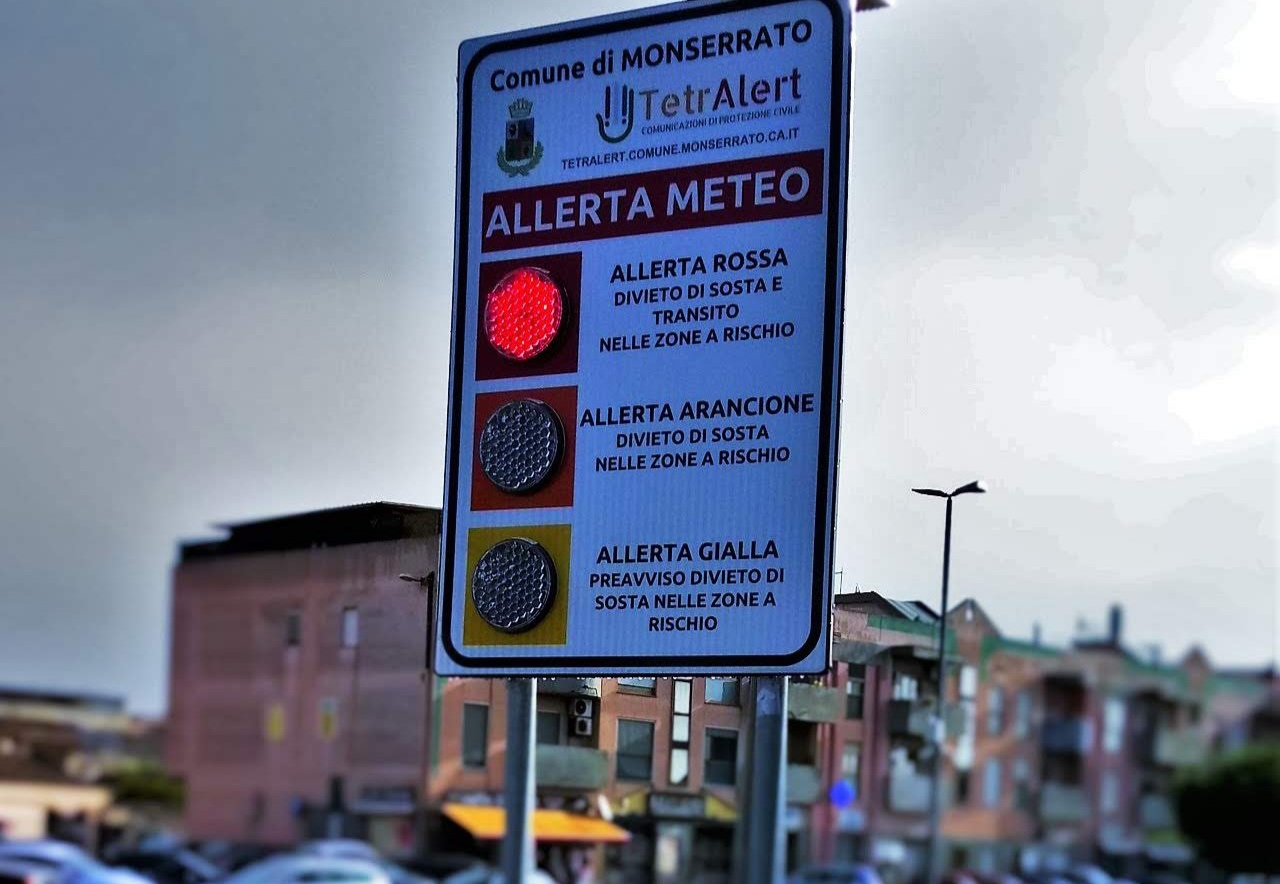 Comune di MONSERRATO
TetrAlert
COMUNICAZIONI DI PROTEZIONE CIVILE
TETRALERT.COMUNE.MONSERRATO.CA.IT
ALLERTA METEO
ALLERTA ROSSA
DIVIETO DI SOSTA E
TRANSITO
NELLE ZONE A RISCHIO
ALLERTA ARANCIONE
DIVIETO DI SOSTA
NELLE ZONE A RISCHIO
ALLERTA GIALLA
PREAVVISO DIVIETO DI
SOSTA NELLE ZONE A
RISCHIO